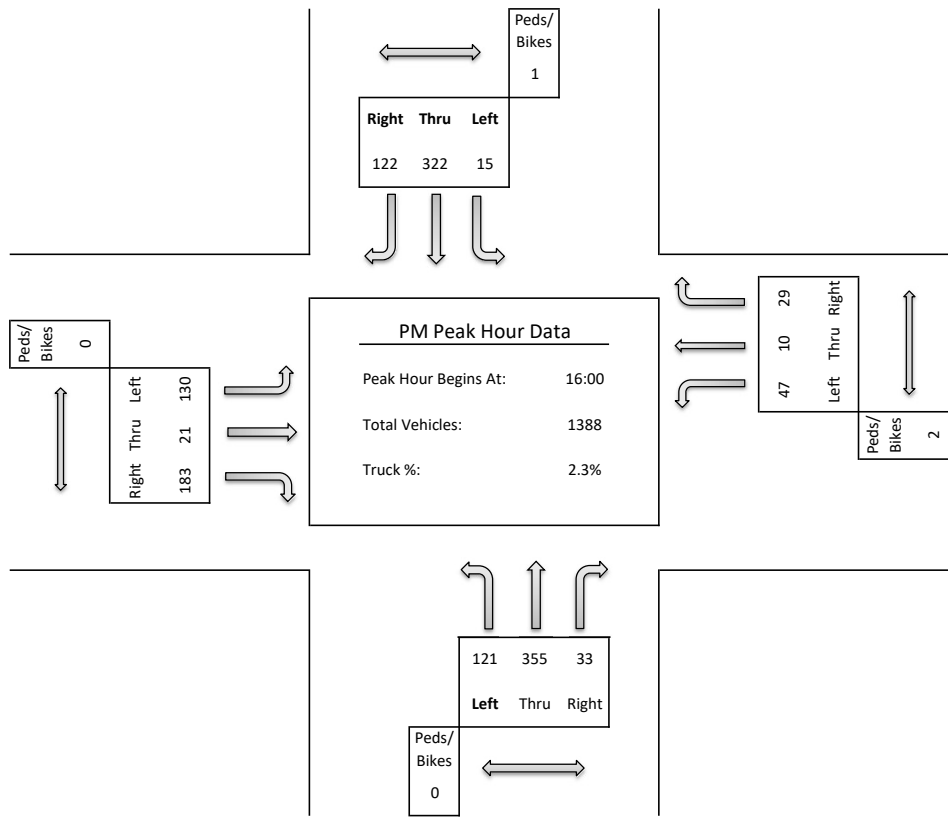 Peds/
Bikes
1
Right Thru Left
122 322 15
Peds/
Bikes
0
Left 130
Thru 21
Right 183
PM Peak Hour Data
Peak Hour Begins At: 16:00
Total Vehicles: 1388
Truck %: 2.3%
29 Right
10 Thru
47 Left
Peds/
Bikes
2
121 355 33
Left Thru Right
Peds/
Bikes
0